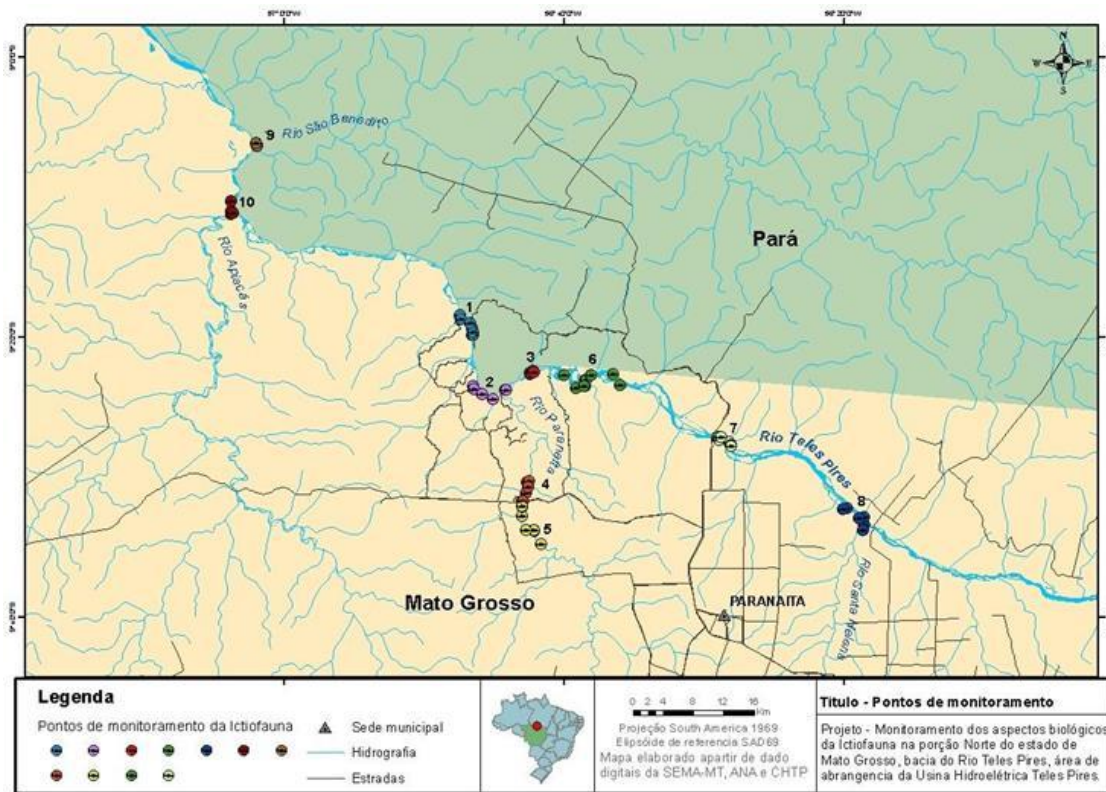 9
Rio São Benedito
10
Rio Apiacás
Pará
1
2
3
6
Rio Paranaíta
4
5
7
Rio Teles Pires
8
Mato Grosso
PARANAITA
Rio Santa Helena
N
W E
S
Legenda
Pontos de monitoramento da Ictiofauna
Sede municipal
Hidrografia
Estradas
0 2 4 8 12 16
Km
Projeção South America 1969
Elipsóide de referencia SAD69
Mapa elaborado apartir de dado
digitais da SEMA-MT, ANA e CHTP
Titulo - Pontos de monitoramento
Projeto - Monitoramento dos aspectos biológicos
da Ictiofauna na porção Norte do estado de
Mato Grosso, bacia do Rio Teles Pires, área de
abrangencia da Usina Hidroelétrica Teles Pires.